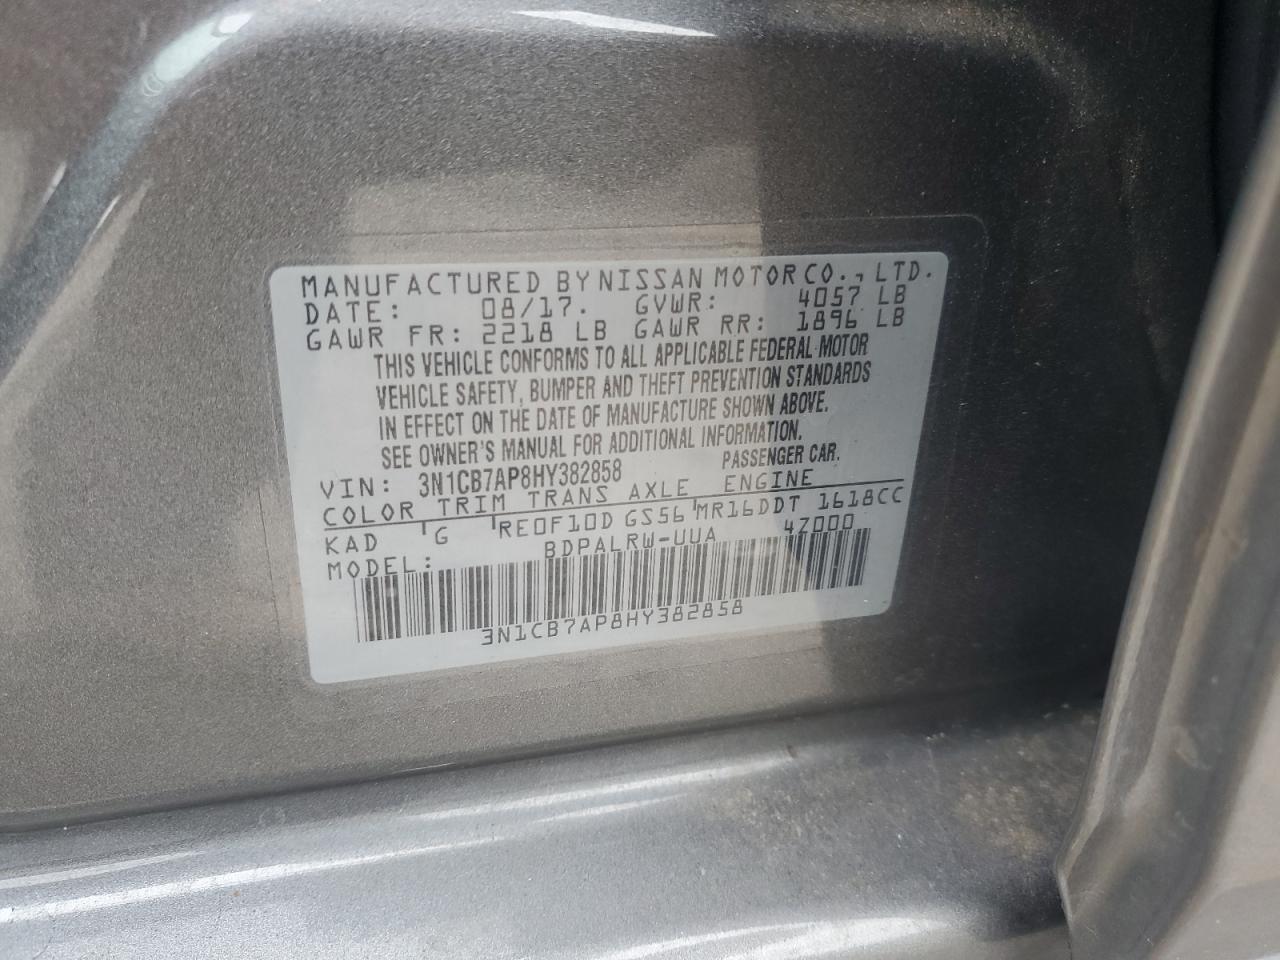 MANUFACTURED BY NISSAN MOTOR CO., LTD.
DATE: 08/17. GVWR: 4057 LB
GAWR FR: 2218 LB GAWR RR: 1896 LB
THIS VEHICLE CONFORMS TO ALL APPLICABLE FEDERAL MOTOR
VEHICLE SAFETY, BUMPER AND THEFT PREVENTION STANDARDS
IN EFFECT ON THE DATE OF MANUFACTURE SHOWN ABOVE.
SEE OWNER'S MANUAL FOR ADDITIONAL INFORMATION.
VIN: 3N1CB7AP8HY382858 PASSENGER CAR.
COLOR TRIM TRANS AXLE ENGINE
KAD G RE0F10D GS56 MR16DDT 1618CC
MODEL: BDPALRW-UUA 4Z000
3N1CB7AP8HY382858